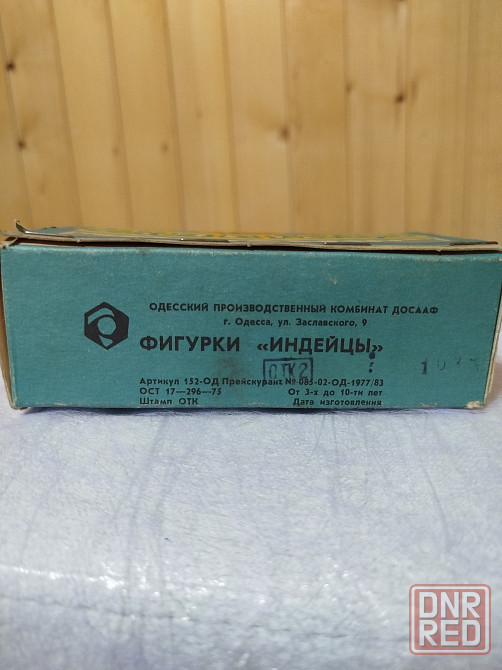 ОДЕССКИЙ ПРОИЗВОДСТВЕННЫЙ КОМБИНАТ ДОСААФ
г. Одесса, ул. Заславского, 9
ФИГУРКИ «ИНДЕЙЦЫ»
ОТК 2
Артикул 152-ОД Прейскурант № 085-02-ОД-1977/83
ОСТ 17—296—75 От 3-х до 10-ти лет
Штамп ОТК Дата изготовления
DNR
RED